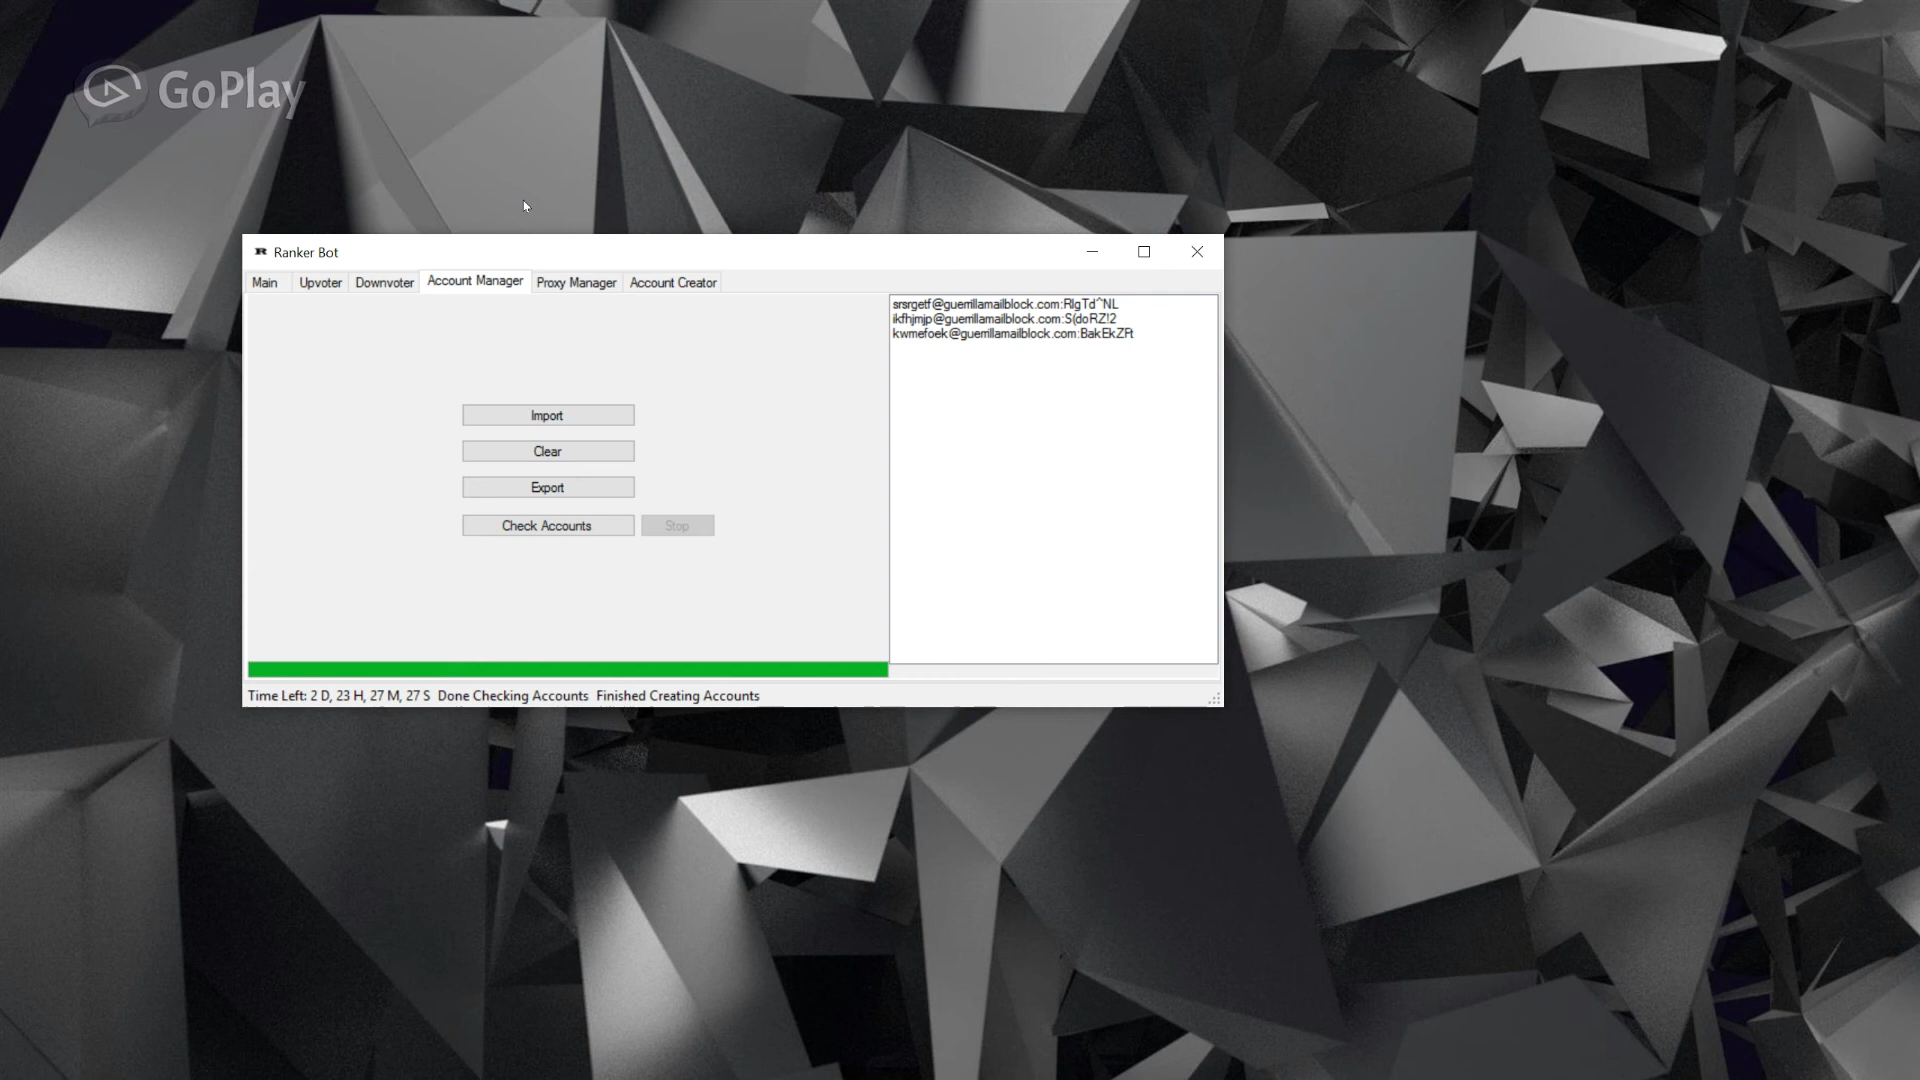 GoPlay
Ranker Bot
Main Upvoter Downvoter Account Manager Proxy Manager Account Creator
srsrgetf@guerrillamailblock.com:RlgTd^NL
ikfhjmjp@guerrillamailblock.com:S(doRZ!2
kwmefoek@guerrillamailblock.com:BakEkZFt
Import
Clear
Export
Check Accounts Stop
Time Left: 2 D, 23 H, 27 M, 27 S Done Checking Accounts Finished Creating Accounts